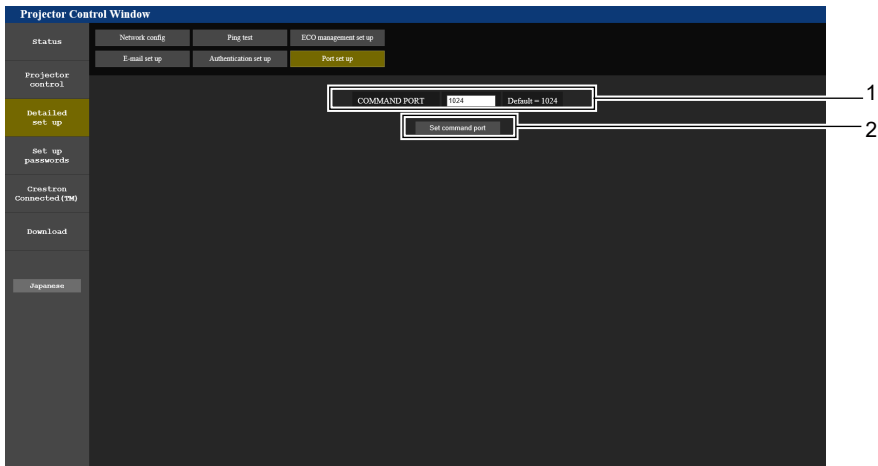 Projector Control Window
Status
Projector
control
Detailed
set up
Set up
passwords
Crestron
Connected(TM)
Download
Japanese
Network config
Ping test
ECO management set up
E-mail set up
Authentication set up
Port set up
COMMAND PORT 1024 Default = 1024
Set command port
1
2